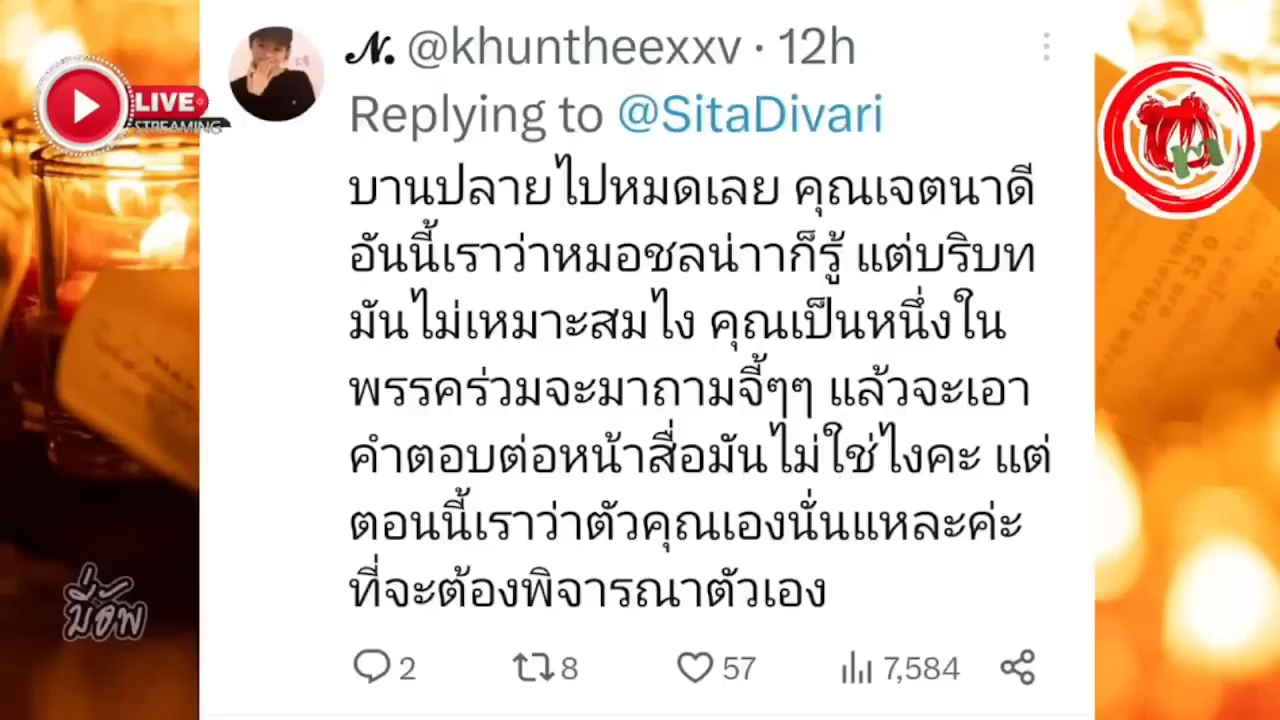 N. @khuntheexxv · 12h
Replying to @SitaDivari
บานปลายไปหมดเลย คุณเจตนาดี
อันนี้เราว่าหมอชลน่าาก็รู้ แต่บริบท
มันไม่เหมาะสมไง คุณเป็นหนึ่งใน
พรรคร่วมจะมาถามจี้ๆๆ แล้วจะเอา
คำตอบต่อหน้าสื่อมันไม่ใช่ไงคะ แต่
ตอนนี้เราว่าตัวคุณเองนั่นแหละค่ะ
ที่จะต้องพิจารณาตัวเอง
2 8 57 7,584
LIVE
STREAMING
มี่อัพ